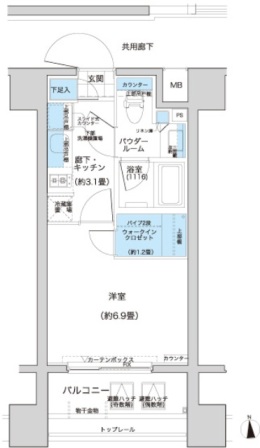 共用廊下
玄関
下足入
カウンター
上部吊戸棚
MB
PS
スライド式
カウンター
下部
洗濯機置場
リネン庫
パウダー
ルーム
廊下・
キッチン
(約3.1畳)
浴室
(1116)
冷蔵庫
置場
パイプ2段
ウォークイン
クロゼット
(約1.2畳)
上部棚
洋室
(約6.9畳)
カーテンボックス
カウンター
FIX
バルコニー
避難ハッチ
(奇数階)
避難ハッチ
(偶数階)
物干金物
トップレール
N